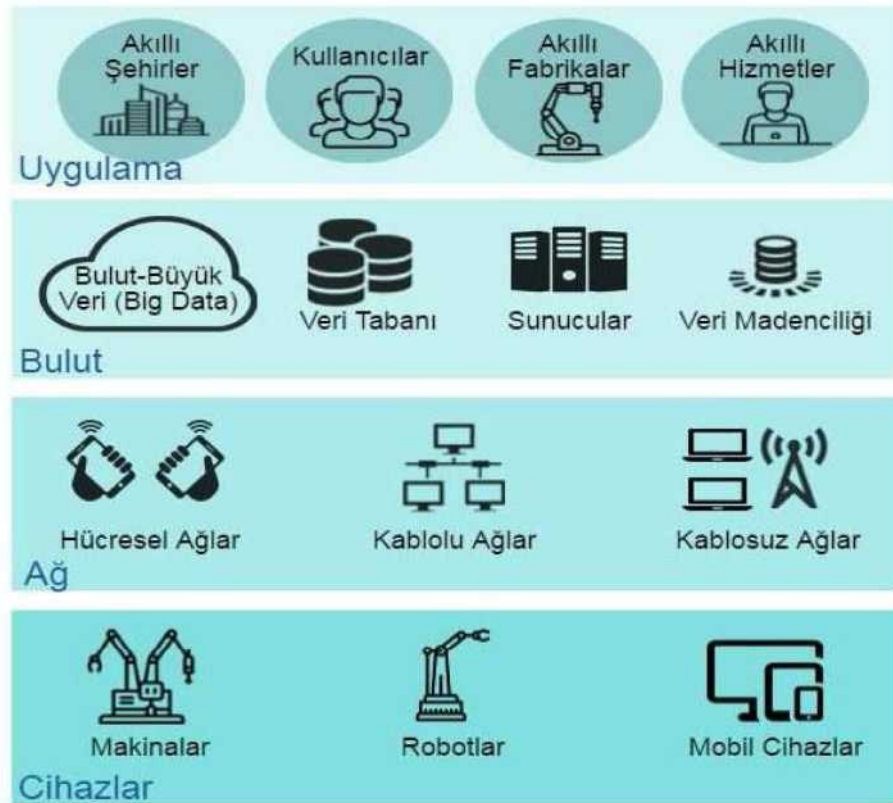 Akıllı
Şehirler
Kullanıcılar
Akıllı
Fabrikalar
Akıllı
Hizmetler
Uygulama
Bulut-Büyük
Veri (Big Data)
Veri Tabanı
Sunucular
Veri Madenciliği
Bulut
Hücresel Ağlar
Kablolu Ağlar
Kablosuz Ağlar
Ağ
Makinalar
Robotlar
Mobil Cihazlar
Cihazlar